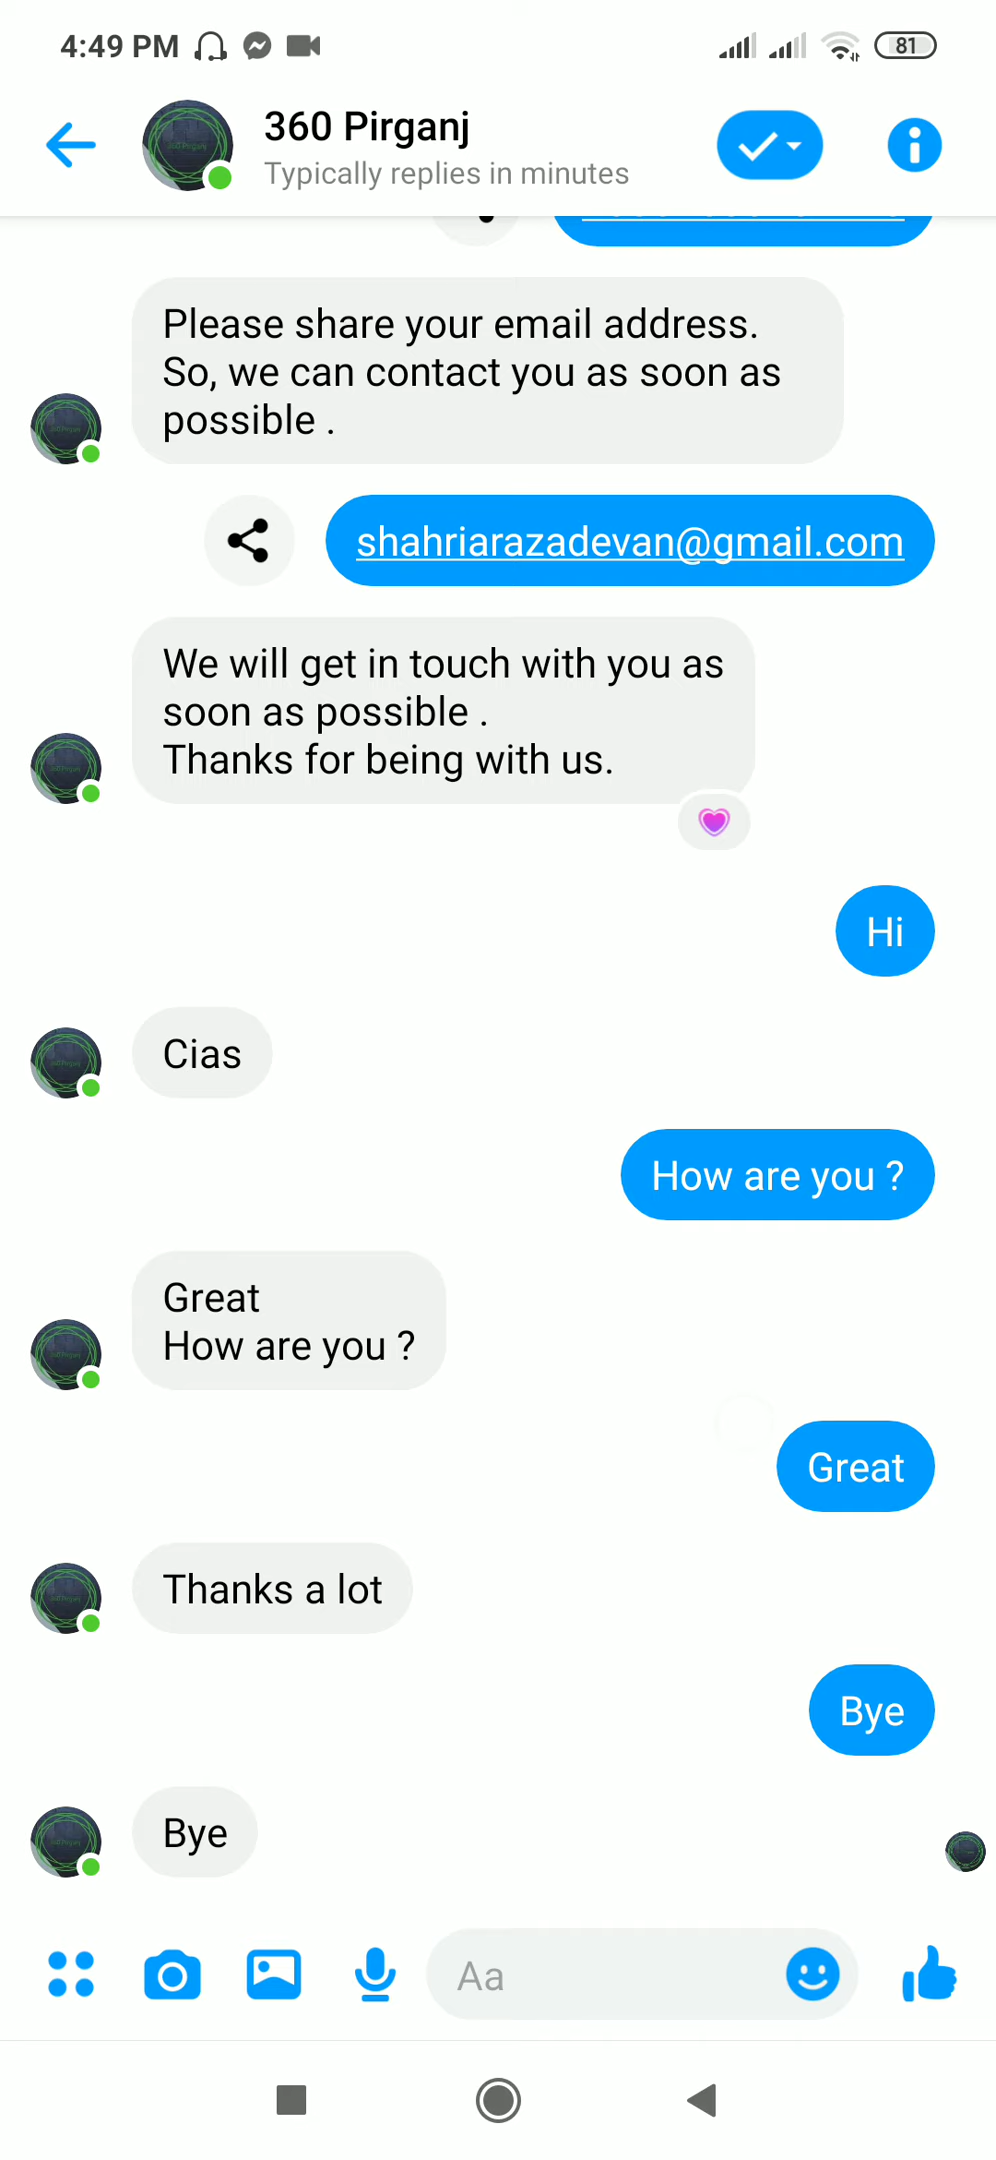 4:49 PM
81
360 Pirganj
Typically replies in minutes
Please share your email address.
So, we can contact you as soon as
possible .
shahriarazadevan@gmail.com
We will get in touch with you as
soon as possible .
Thanks for being with us.
Hi
Cias
How are you ?
Great
How are you ?
Great
Thanks a lot
Bye
Bye
Aa